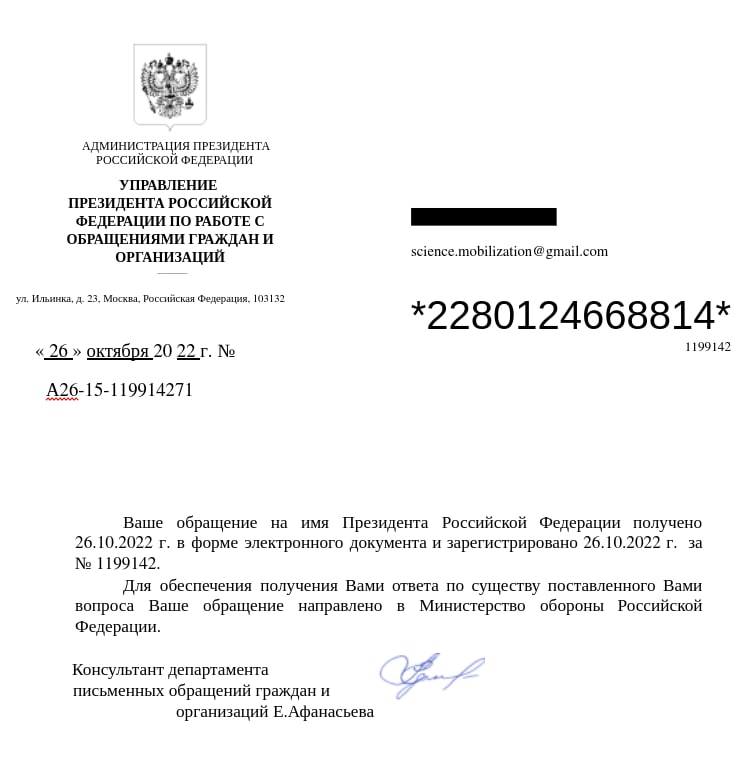 АДМИНИСТРАЦИЯ ПРЕЗИДЕНТА
РОССИЙСКОЙ ФЕДЕРАЦИИ
УПРАВЛЕНИЕ
ПРЕЗИДЕНТА РОССИЙСКОЙ
ФЕДЕРАЦИИ ПО РАБОТЕ С
ОБРАЩЕНИЯМИ ГРАЖДАН И
ОРГАНИЗАЦИЙ
ул. Ильинка, д. 23, Москва, Российская Федерация, 103132
« 26 » октября 20 22 г. №
А26-15-119914271
science.mobilization@gmail.com
*2280124668814*
1199142
Ваше обращение на имя Президента Российской Федерации получено
26.10.2022 г. в форме электронного документа и зарегистрировано 26.10.2022 г. за
№ 1199142.
Для обеспечения получения Вами ответа по существу поставленного Вами
вопроса Ваше обращение направлено в Министерство обороны Российской
Федерации.
Консультант департамента
письменных обращений граждан и
организаций Е.Афанасьева